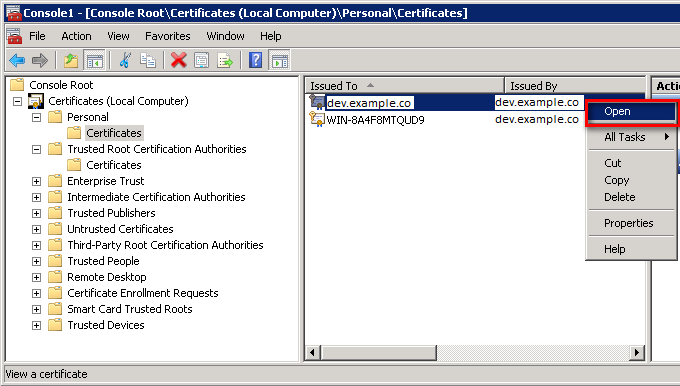 Console1 - [Console Root\Certificates (Local Computer)\Personal\Certificates]
File Action View Favorites Window Help
Console Root
Certificates (Local Computer)
Personal
Certificates
Trusted Root Certification Authorities
Certificates
Enterprise Trust
Intermediate Certification Authorities
Trusted Publishers
Untrusted Certificates
Third-Party Root Certification Authorities
Trusted People
Remote Desktop
Certificate Enrollment Requests
Smart Card Trusted Roots
Trusted Devices
Issued To Issued By
dev.example.co dev.example.co
WIN-8A4F8MTQUD9 dev.example.co
Actio
Open
All Tasks
Cut
Copy
Delete
Properties
Help
View a certificate